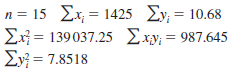 n = 15 Σxᵢ = 1425 Σyᵢ = 10.68
Σxᵢ² = 139 037.25 Σxᵢyᵢ = 987.645
Σyᵢ² = 7.8518